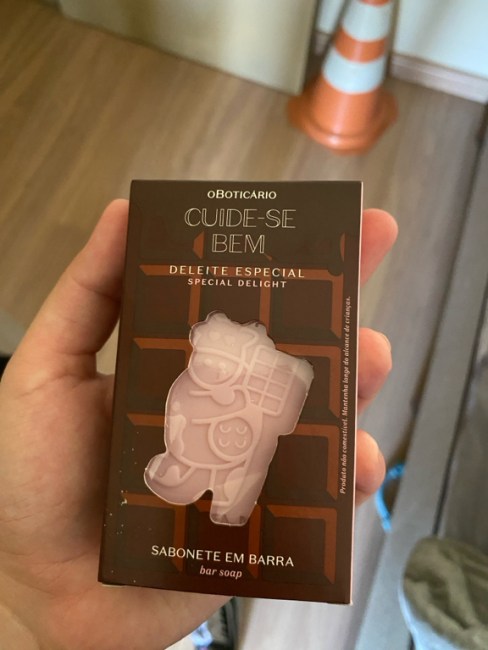 oBOTICÁRIO
CUIDE-SE
BEM
DELEITE ESPECIAL
SPECIAL DELIGHT
Produto não comestível. Mantenha longe do alcance de crianças.
SABONETE EM BARRA
bar soap